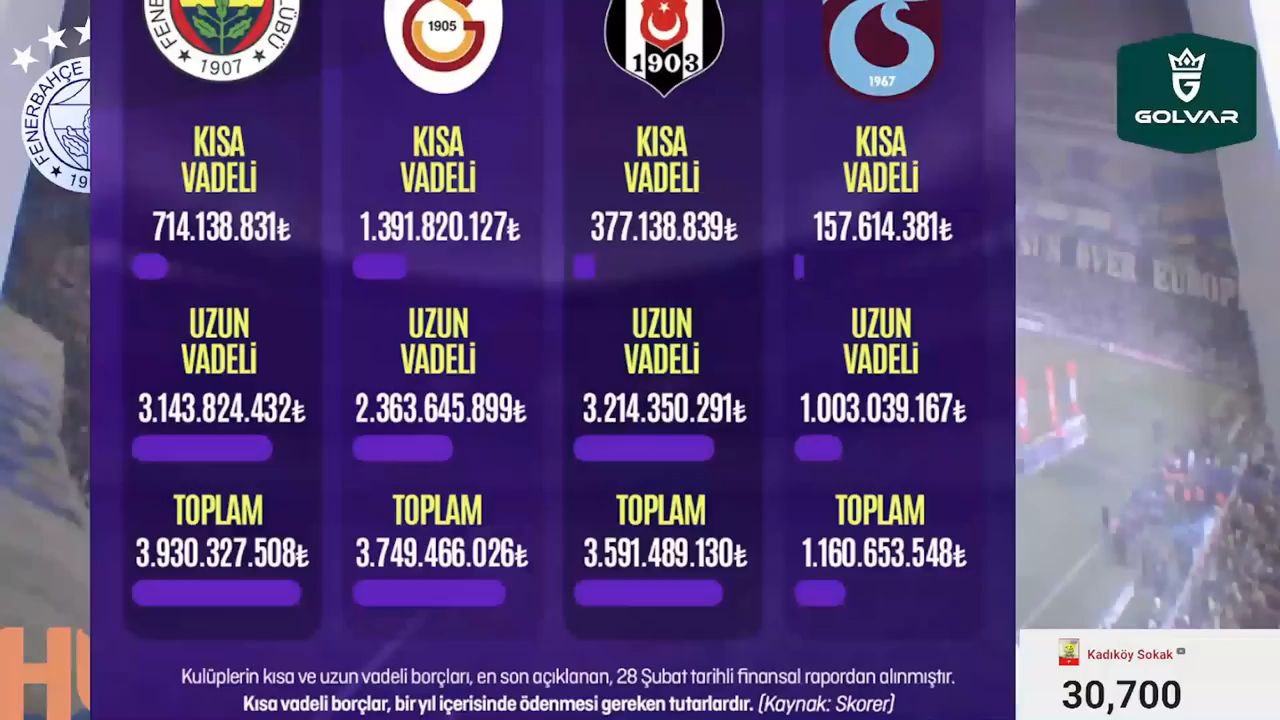 FENERBAHÇE
19
FENE
LÜBÜ
1907
1905
1903
1967
GOLVAR
KISA
VADELİ
714.138.831₺
KISA
VADELİ
1.391.820.127₺
KISA
VADELİ
377.138.839₺
KISA
VADELİ
157.614.381₺
UZUN
VADELİ
3.143.824.432₺
UZUN
VADELİ
2.363.645.899₺
UZUN
VADELİ
3.214.350.291₺
UZUN
VADELİ
1.003.039.167₺
TOPLAM
3.930.327.508₺
TOPLAM
3.749.466.026₺
TOPLAM
3.591.489.130₺
TOPLAM
1.160.653.548₺
Kulüplerin kısa ve uzun vadeli borçları, en son açıklanan, 28 Şubat tarihli finansal rapordan alınmıştır.
Kısa vadeli borçlar, bir yıl içerisinde ödenmesi gereken tutarlardır. (Kaynak: Skorer)
OVER EUROP
Kadıköy Sokak
30,700